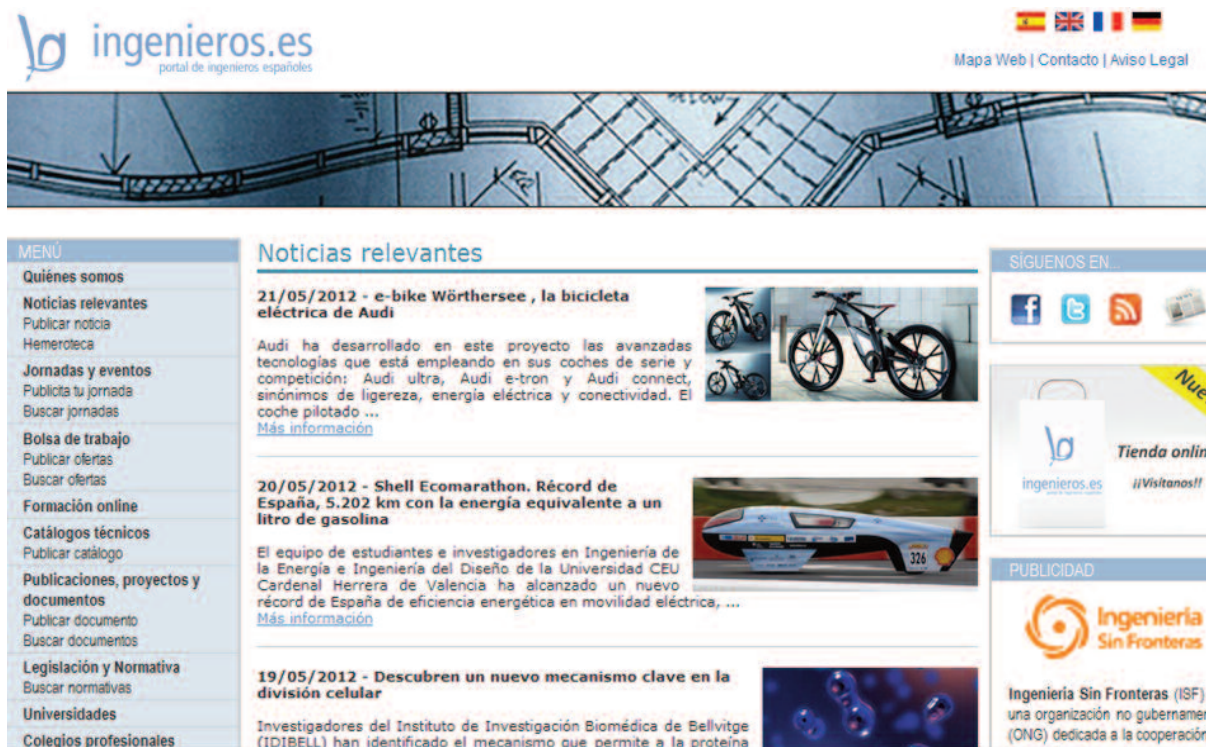 ingenieros.es
portal de ingenieros españoles
Mapa Web | Contacto | Aviso Legal
BELOW
MENÚ
Quiénes somos
Noticias relevantes
Publicar noticia
Hemeroteca
Jornadas y eventos
Publicita tu jornada
Buscar jornadas
Bolsa de trabajo
Publicar ofertas
Buscar ofertas
Formación online
Catálogos técnicos
Publicar catálogo
Publicaciones, proyectos y
documentos
Publicar documento
Buscar documentos
Legislación y Normativa
Buscar normativas
Universidades
Colegios profesionales
Noticias relevantes
21/05/2012 - e-bike Wörthersee , la bicicleta
eléctrica de Audi
Audi ha desarrollado en este proyecto las avanzadas
tecnologías que está empleando en sus coches de serie y
competición: Audi ultra, Audi e-tron y Audi connect,
sinónimos de ligereza, energía eléctrica y conectividad. El
coche pilotado ...
Más información
20/05/2012 - Shell Ecomarathon. Récord de
España, 5.202 km con la energía equivalente a un
litro de gasolina
El equipo de estudiantes e investigadores en Ingeniería de
la Energía e Ingeniería del Diseño de la Universidad CEU
Cardenal Herrera de Valencia ha alcanzado un nuevo
récord de España de eficiencia energética en movilidad eléctrica, ...
Más información
326
19/05/2012 - Descubren un nuevo mecanismo clave en la
división celular
Investigadores del Instituto de Investigación Biomédica de Bellvitge
(IDIBELL) han identificado el mecanismo que permite a la proteína
SÍGUENOS EN...
Nue
Tienda onlin
¡¡Visítanos!!
ingenieros.es
PUBLICIDAD
Ingeniería
Sin Fronteras
Ingeniería Sin Fronteras (ISF)
una organización no gubernamen
(ONG) dedicada a la cooperación